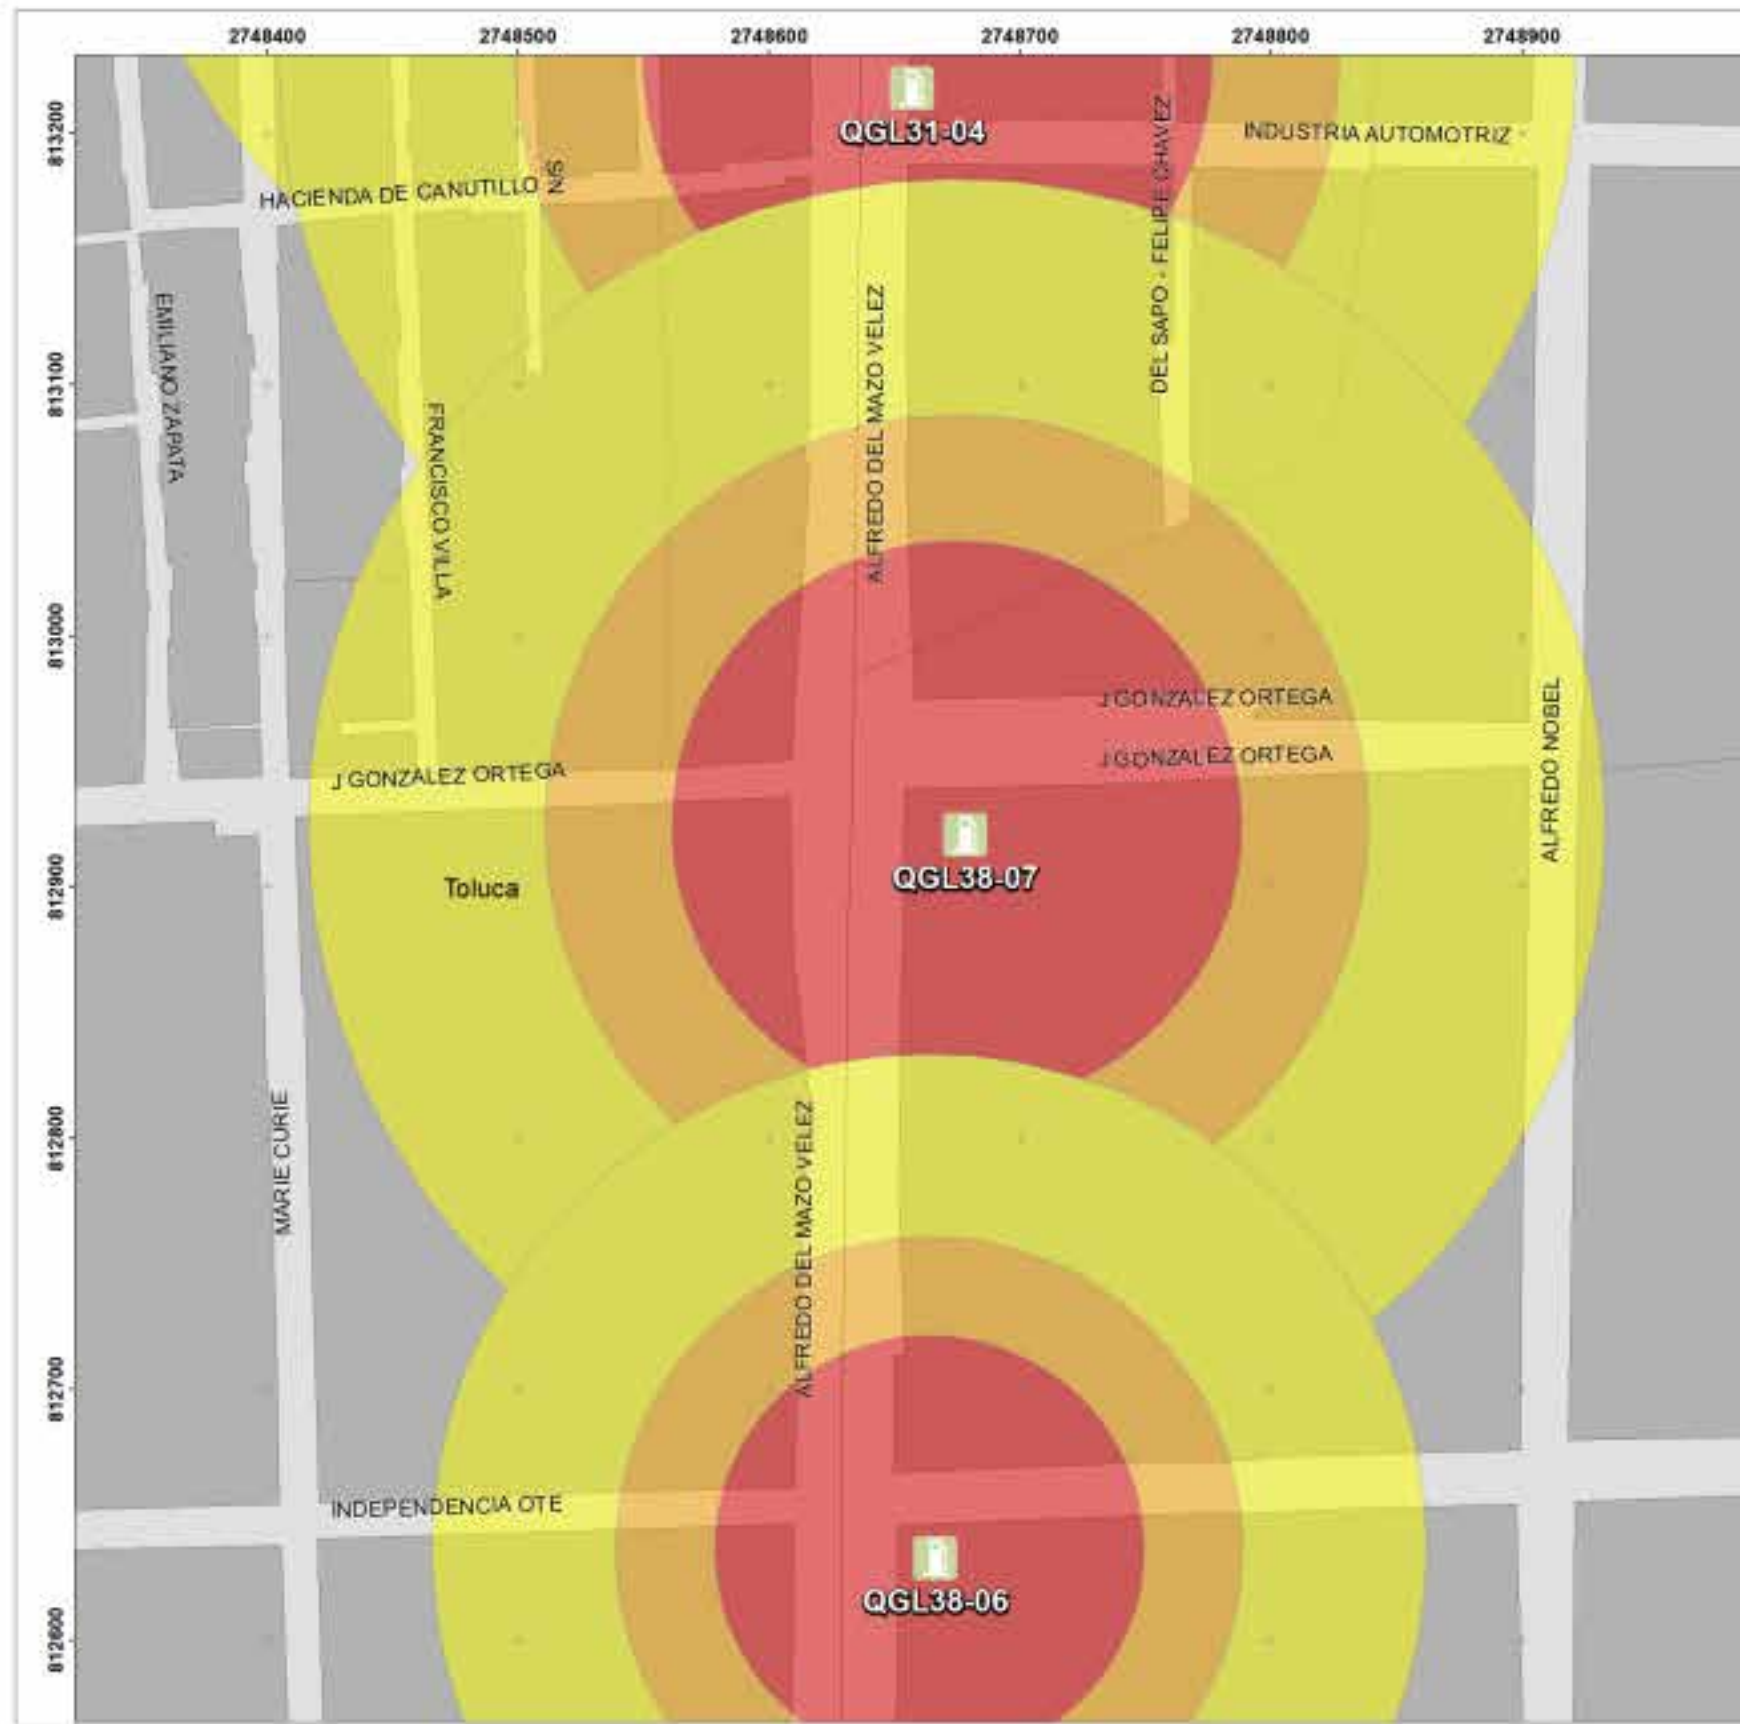 2748400 2748500 2748600 2748700 2748800 2748900
813200
QGL31-04
INDUSTRIA AUTOMOTRIZ
HACIENDA DE CANUTILLO
SN
DEL SAPO - FELIPE CHAVEZ
EMILIANO ZAPATA
ALFREDO DEL MAZO VELEZ
813100
FRANCISCO VILLA
813000
J GONZALEZ ORTEGA
J GONZALEZ ORTEGA
J GONZALEZ ORTEGA
ALFREDO NOBEL
QGL38-07
812900
Toluca
812800
MARIE CURIE
ALFREDO DEL MAZO VELEZ
812700
INDEPENDENCIA OTE
QGL38-06
812600